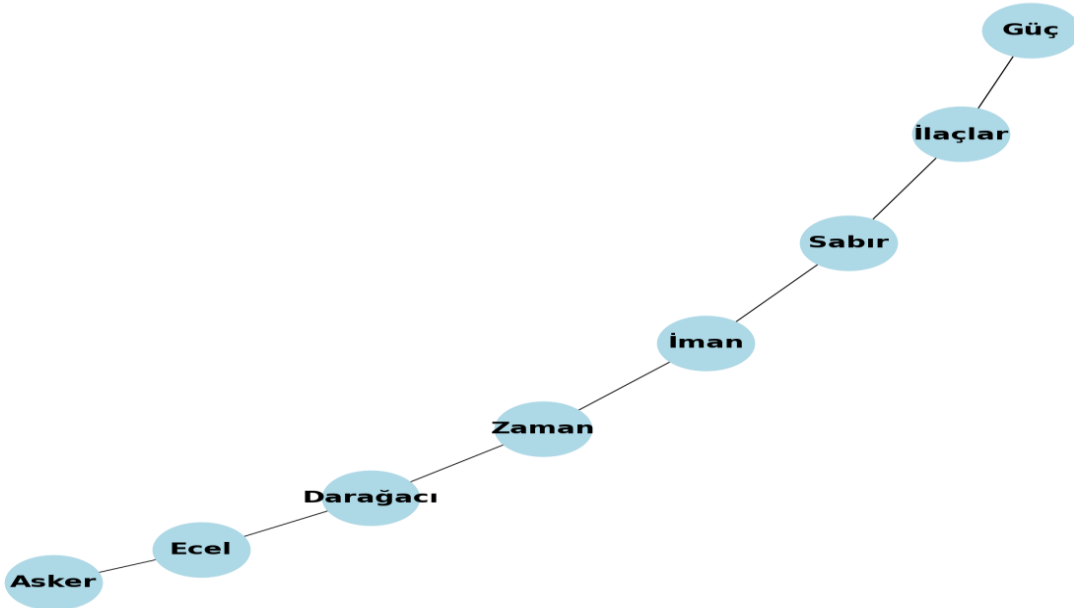 Güç
İlaçlar
Sabır
İman
Zaman
Darağacı
Ecel
Asker